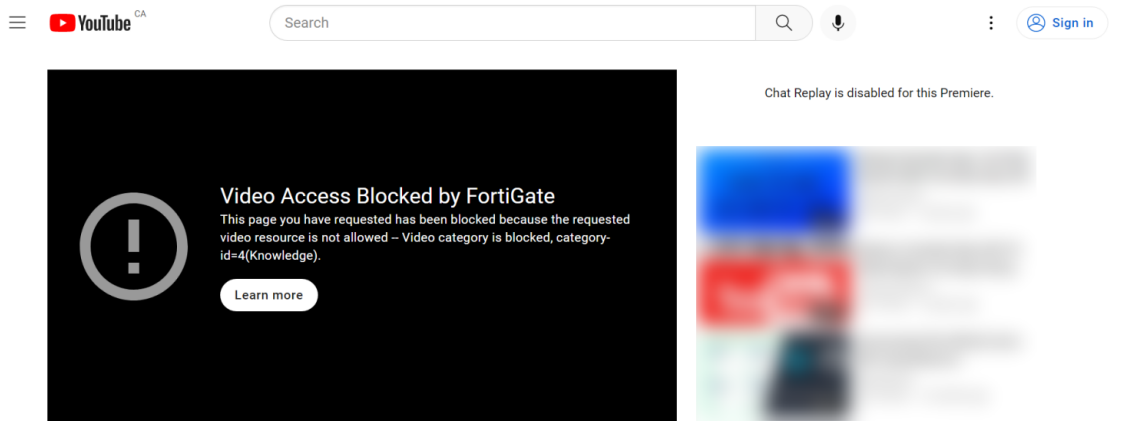 YouTube CA
Search
Sign in
Chat Replay is disabled for this Premiere.
Video Access Blocked by FortiGate
This page you have requested has been blocked because the requested
video resource is not allowed -- Video category is blocked, category-
id=4(Knowledge).
Learn more